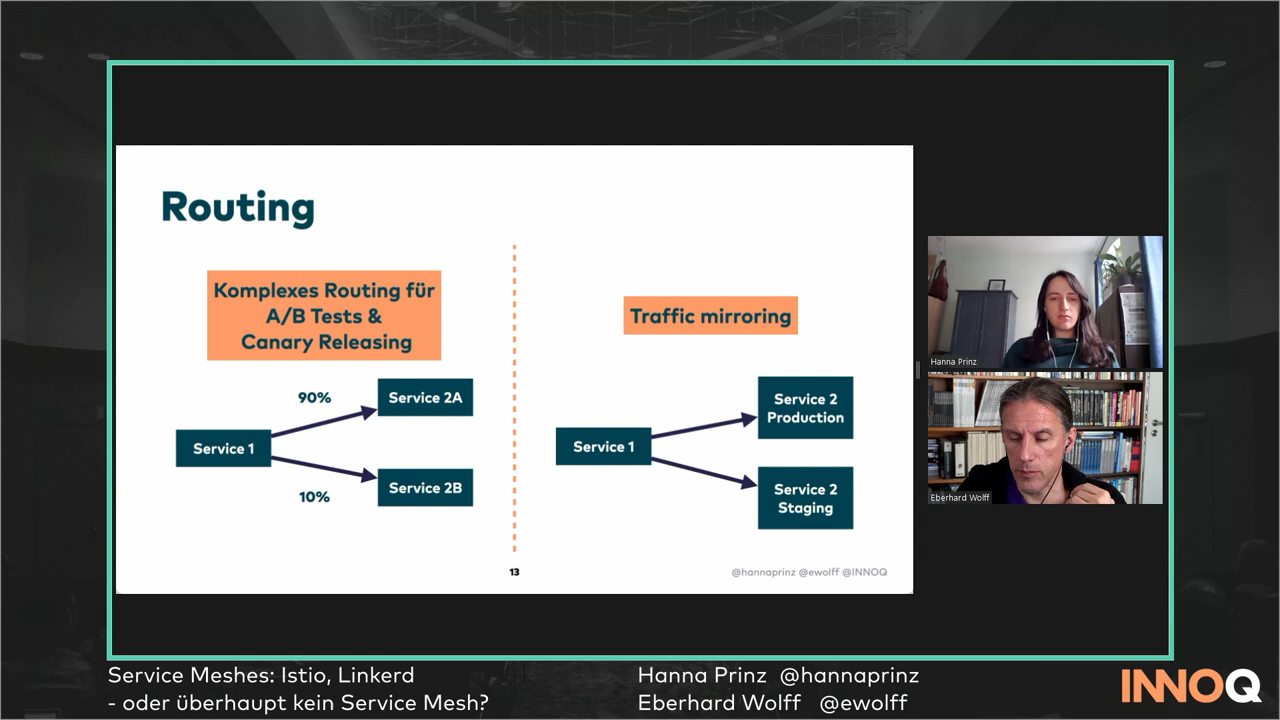 Routing
Komplexes Routing für
A/B Tests &
Canary Releasing
90%
Service 2A
Service 1
Service 2B
10%
Traffic mirroring
Service 2
Production
Service 1
Service 2
Staging
13
@hannaprinz @ewolff @INNOQ
Hanna Prinz
Eberhard Wolff
Service Meshes: Istio, Linkerd
- oder überhaupt kein Service Mesh?
Hanna Prinz @hannaprinz
Eberhard Wolff @ewolff
INNOQ